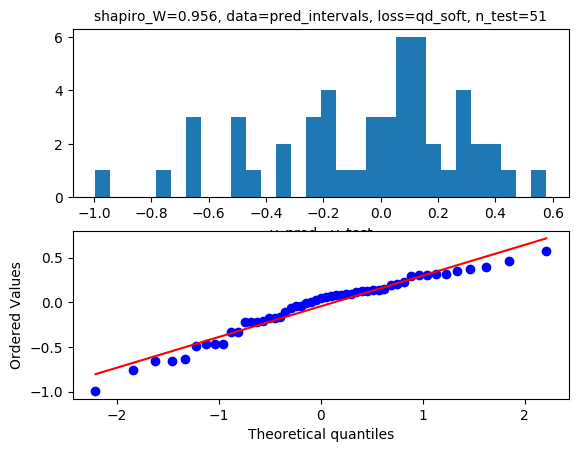 shapiro_W=0.956, data=pred_intervals, loss=qd_soft, n_test=51
6
4
2
0
-1.0 -0.8 -0.6 -0.4 -0.2 0.0 0.2 0.4 0.6
0.5
0.0
-0.5
-1.0
Ordered Values
-2 -1 0 1 2
Theoretical quantiles